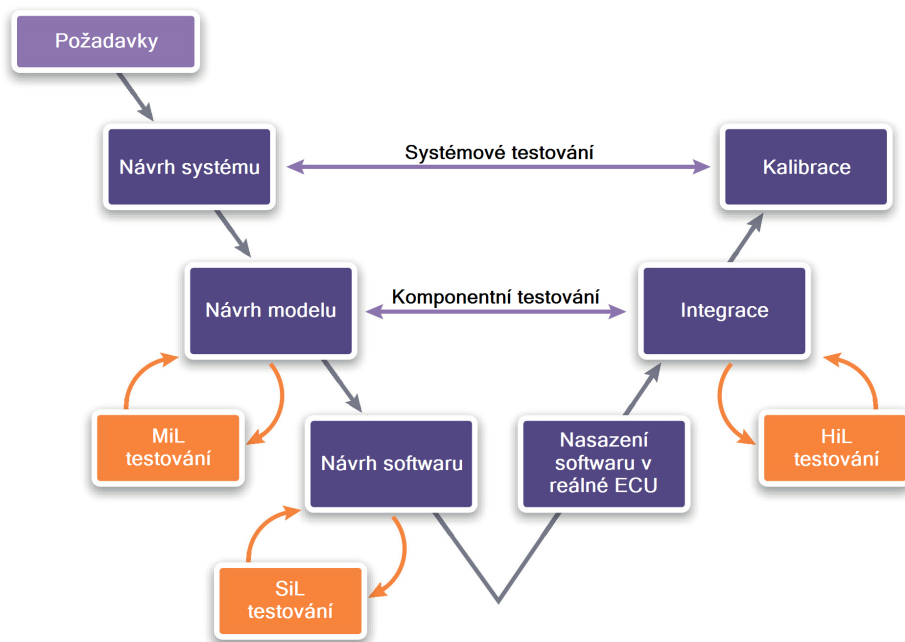 Požadavky
Návrh systému
Systémové testování
Kalibrace
Návrh modelu
Komponentní testování
Integrace
MiL
testování
Návrh softwaru
Nasazení
softwaru v
reálné ECU
HiL
testování
SiL
testování